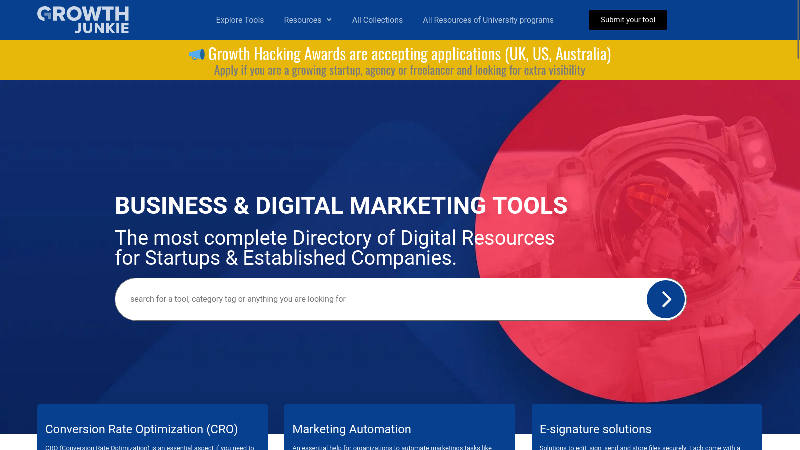 GROWTH
JUNKIE
Explore Tools
Resources
All Collections
All Resources of University programs
Submit your tool
Growth Hacking Awards are accepting applications (UK, US, Australia)
Apply if you are a growing startup, agency or freelancer and looking for extra visibility
BUSINESS & DIGITAL MARKETING TOOLS
The most complete Directory of Digital Resources
for Startups & Established Companies.
search for a tool, category tag or anything you are looking for
Conversion Rate Optimization (CRO)
CRO (Conversion Rate Optimization) is an essential aspect if you need to
Marketing Automation
An essential help for organizations to automate marketings tasks like
E-signature solutions
Solutions to edit, sign, send and store files securely. Each come with a